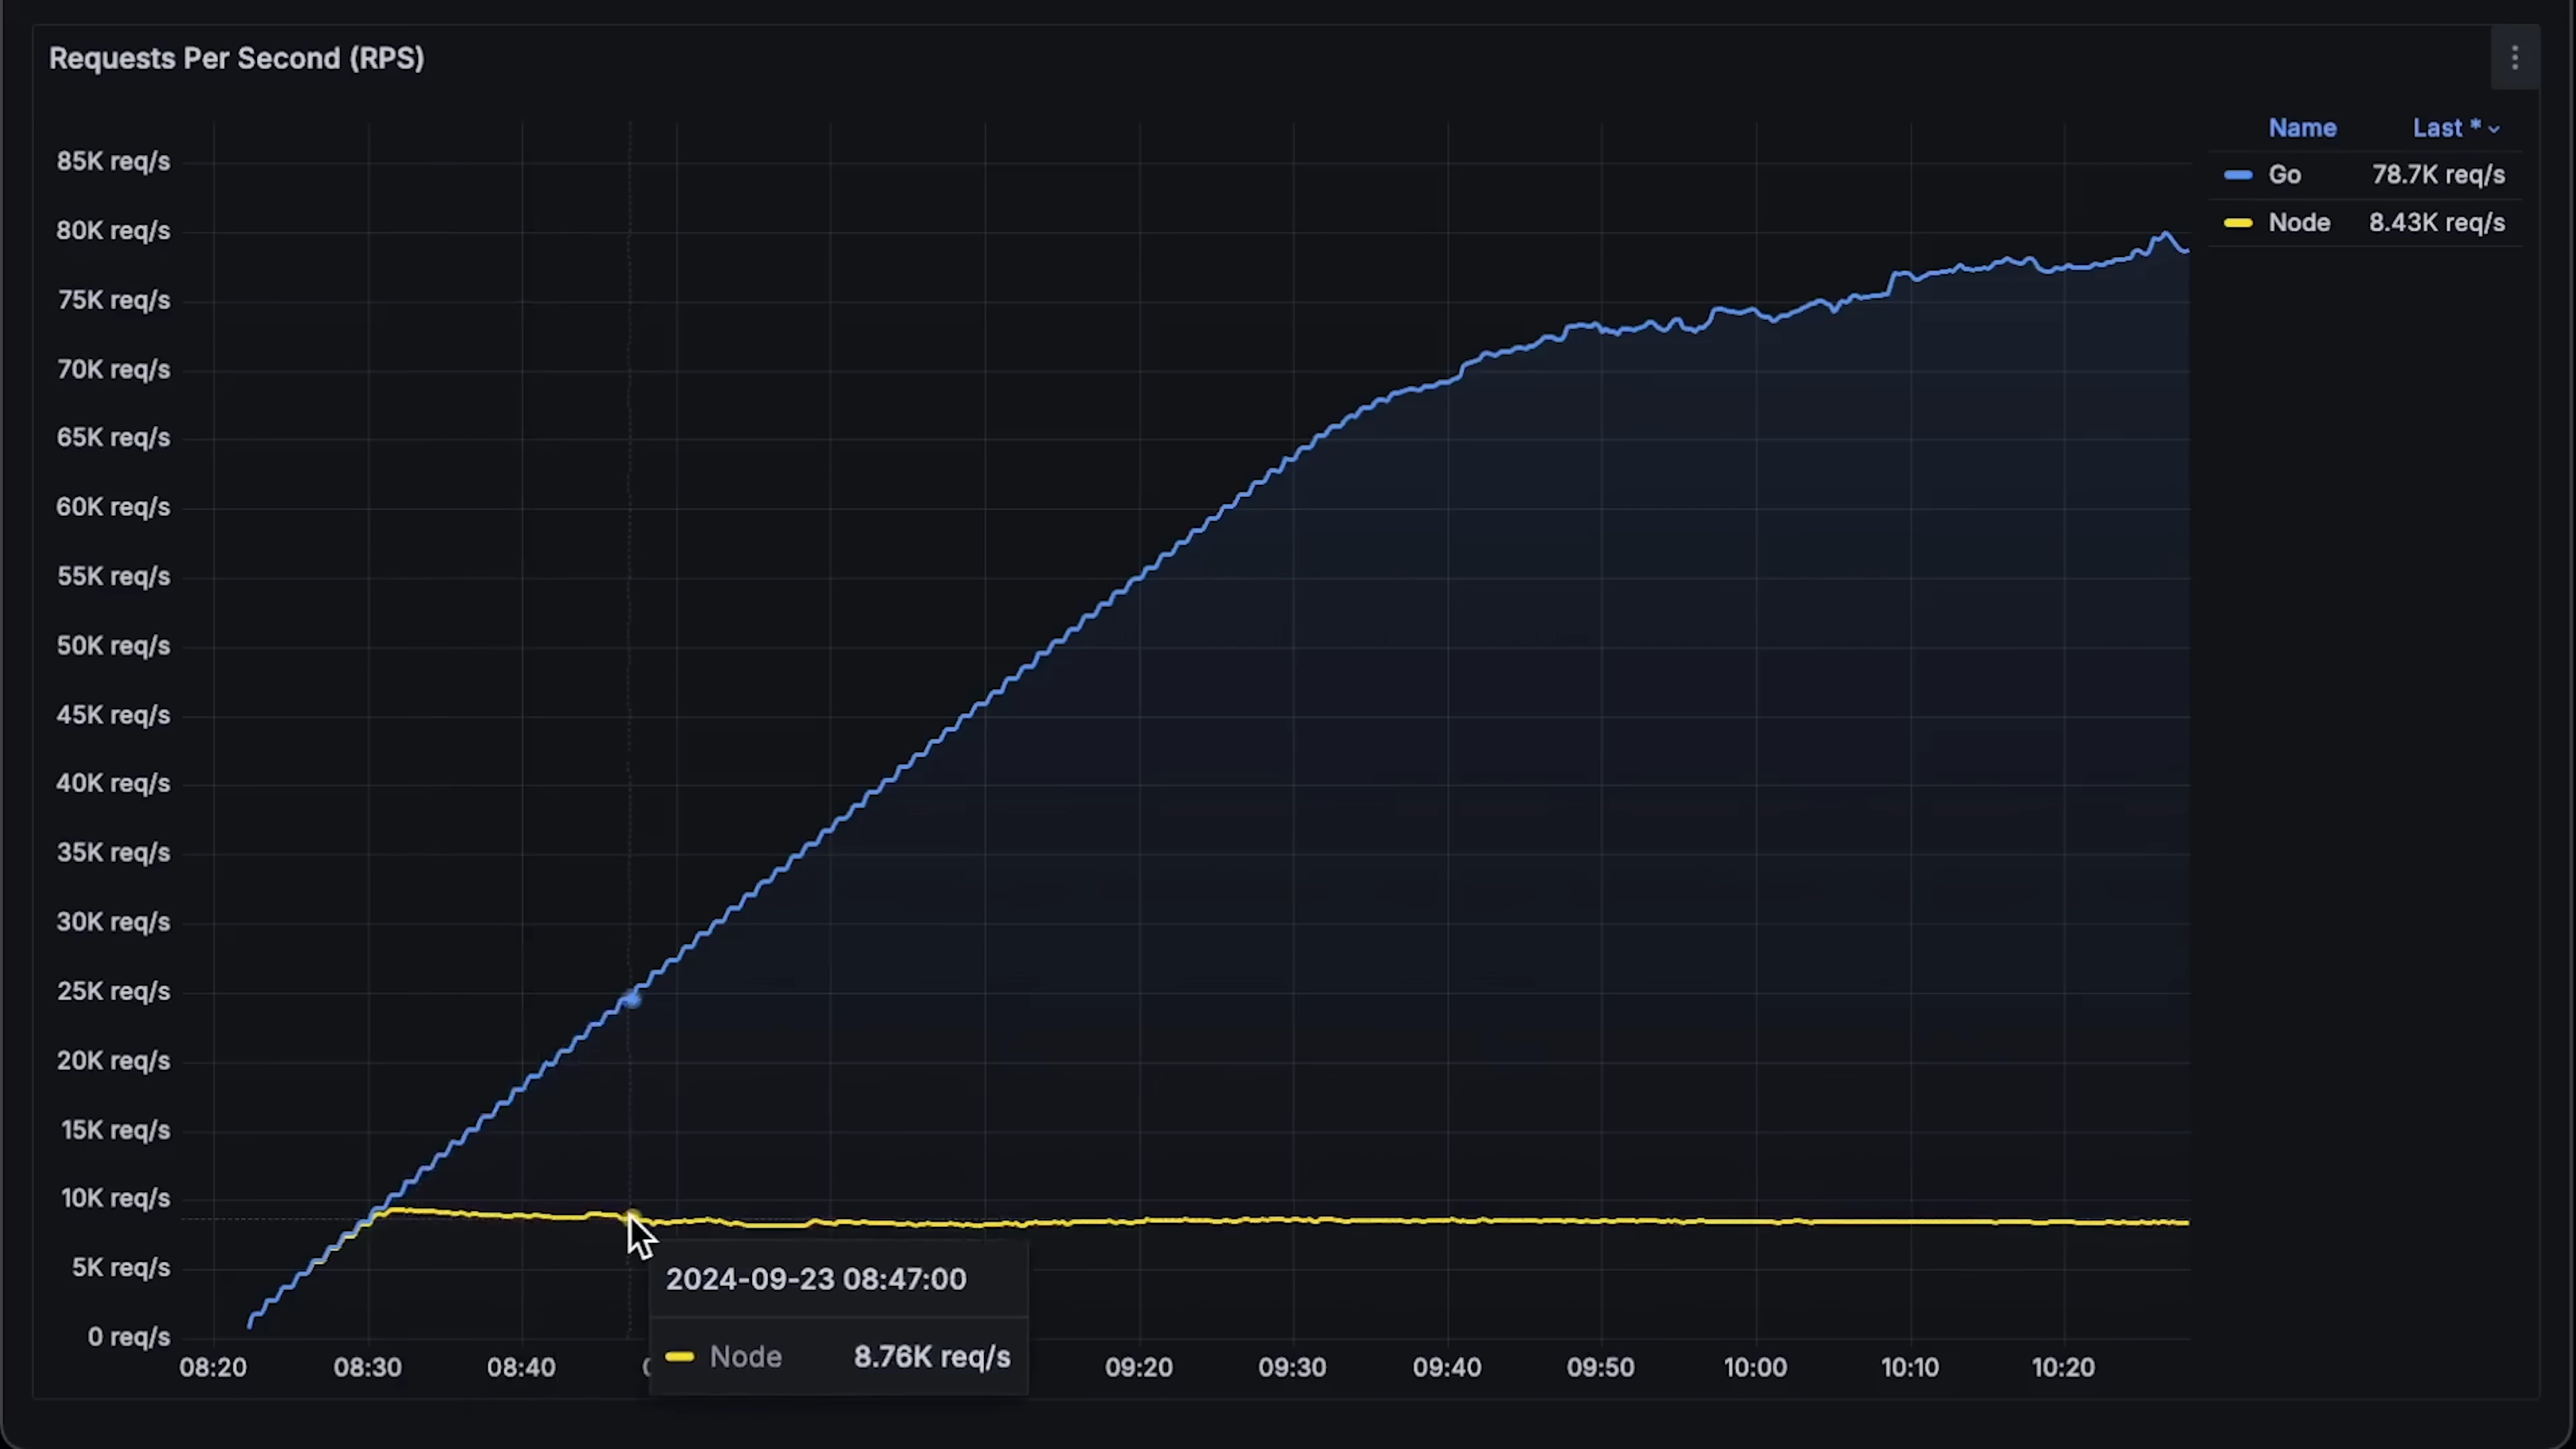 Requests Per Second (RPS)
Name Last *
Go 78.7K req/s
Node 8.43K req/s
85K req/s
80K req/s
75K req/s
70K req/s
65K req/s
60K req/s
55K req/s
50K req/s
45K req/s
40K req/s
35K req/s
30K req/s
25K req/s
20K req/s
15K req/s
10K req/s
5K req/s
0 req/s
2024-09-23 08:47:00
Node 8.76K req/s
08:20 08:30 08:40 09:20 09:30 09:40 09:50 10:00 10:10 10:20